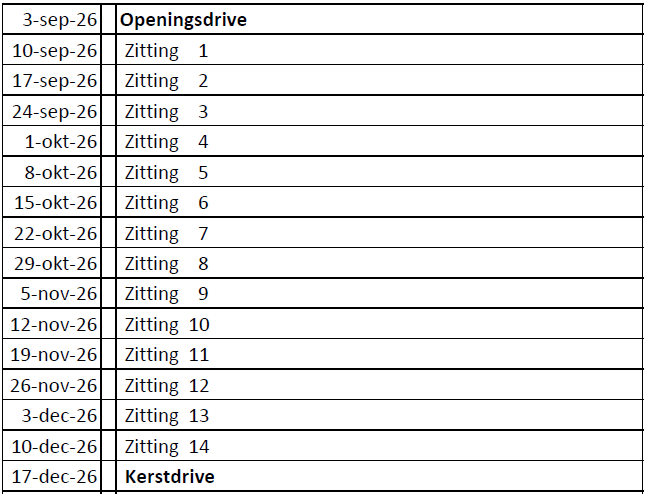 3-sep-26 Openingsdrive
10-sep-26 Zitting 1
17-sep-26 Zitting 2
24-sep-26 Zitting 3
1-okt-26 Zitting 4
8-okt-26 Zitting 5
15-okt-26 Zitting 6
22-okt-26 Zitting 7
29-okt-26 Zitting 8
5-nov-26 Zitting 9
12-nov-26 Zitting 10
19-nov-26 Zitting 11
26-nov-26 Zitting 12
3-dec-26 Zitting 13
10-dec-26 Zitting 14
17-dec-26 Kerstdrive